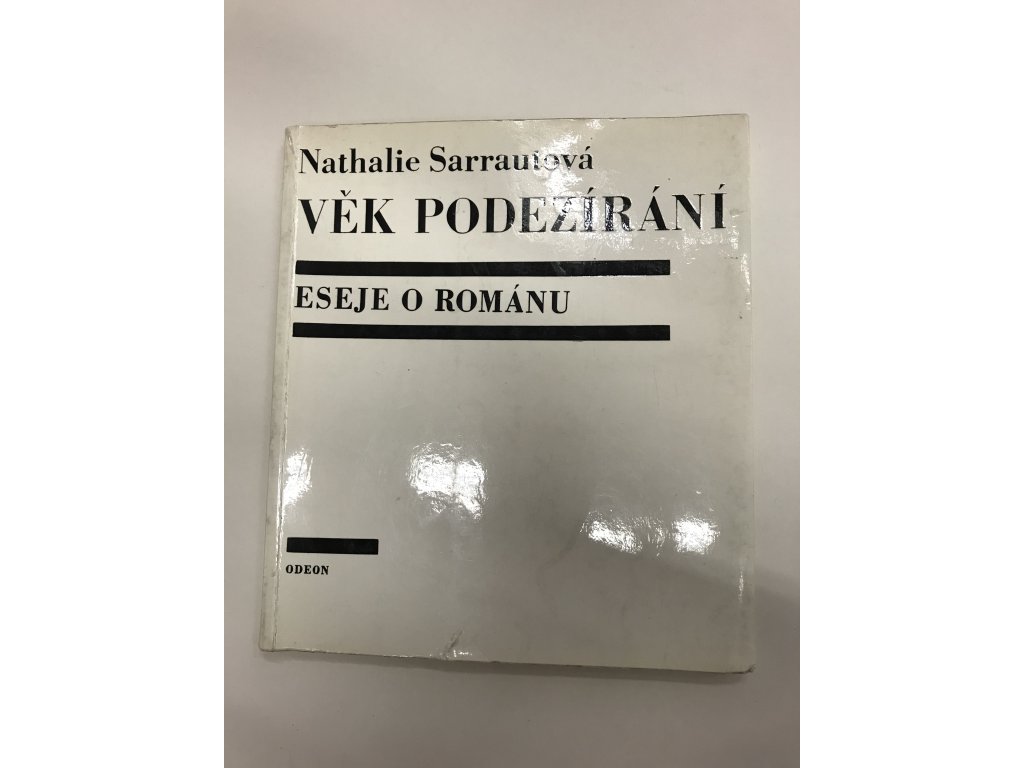 Nathalie Sarrautová
VĚK PODEZÍRÁNÍ
ESEJE O ROMÁNU
ODEON